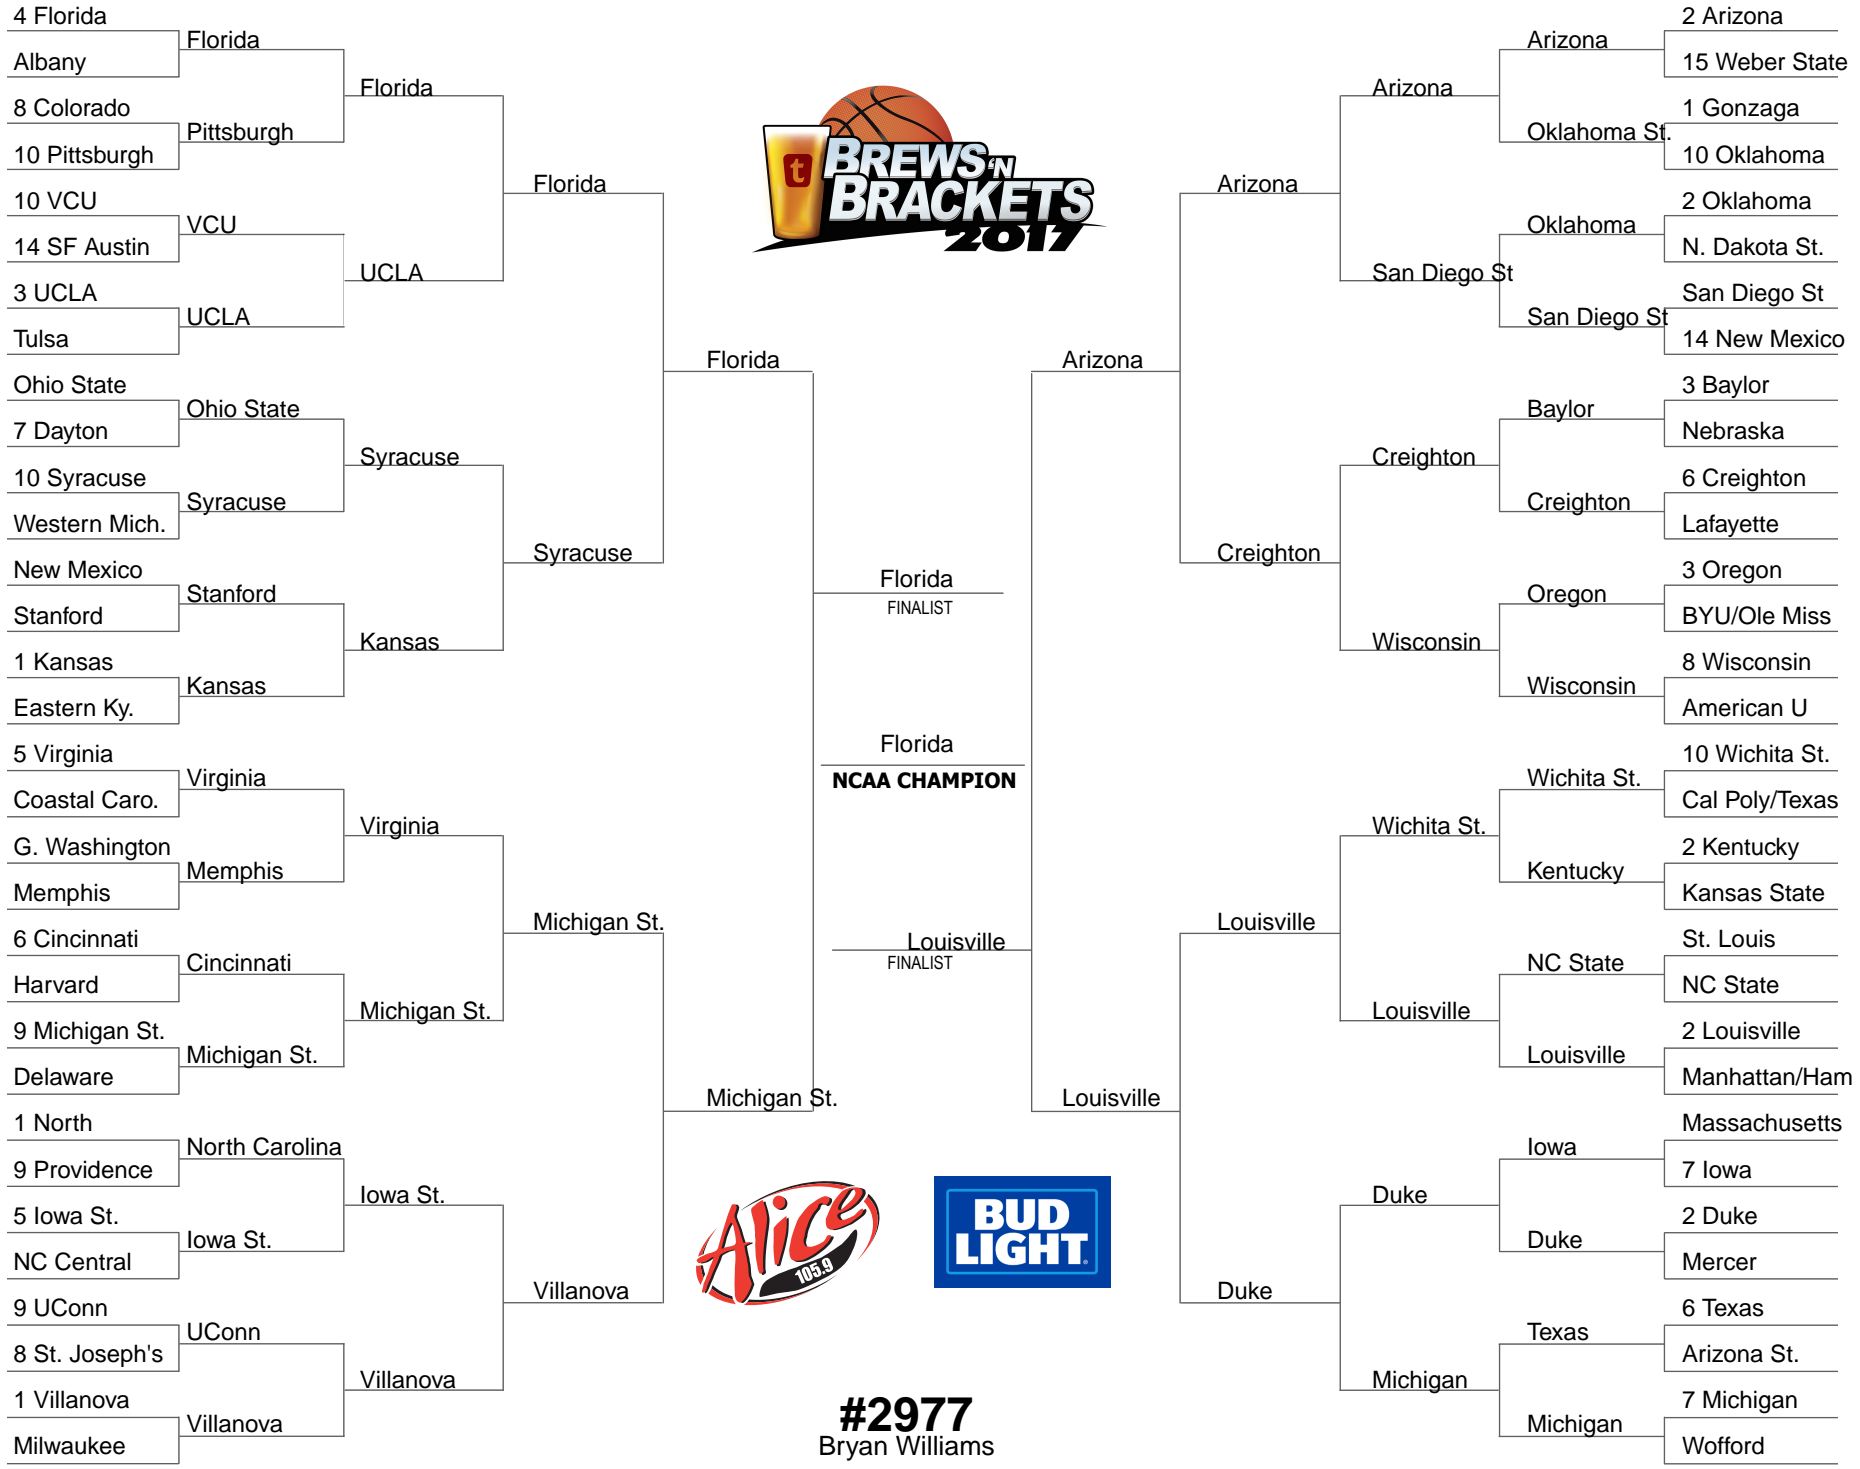 4 Florida
Albany
8 Colorado
10 Pittsburgh
10 VCU
14 SF Austin
3 UCLA
Tulsa
Ohio State
7 Dayton
10 Syracuse
Western Mich.
New Mexico
Stanford
1 Kansas
Eastern Ky.
5 Virginia
Coastal Caro.
G. Washington
Memphis
6 Cincinnati
Harvard
9 Michigan St.
Delaware
1 North
9 Providence
5 Iowa St.
NC Central
9 UConn
8 St. Joseph's
1 Villanova
Milwaukee
Florida
Pittsburgh
VCU
UCLA
Ohio State
Syracuse
Stanford
Kansas
Virginia
Memphis
Cincinnati
Michigan St.
North Carolina
Iowa St.
UConn
Villanova
Florida
UCLA
Syracuse
Kansas
Virginia
Michigan St.
Iowa St.
Villanova
Florida
Syracuse
Michigan St.
Villanova
Florida
Michigan St.
t
BREWS 'N
BRACKETS
2017
Florida
FINALIST
Florida
NCAA CHAMPION
Louisville
FINALIST
Alice
105.9
BUD
LIGHT
#2977
Bryan Williams
Arizona
Louisville
Arizona
Creighton
Louisville
Duke
Arizona
San Diego St
Creighton
Wisconsin
Wichita St.
Louisville
Duke
Michigan
Arizona
Oklahoma St.
Oklahoma
San Diego St
Baylor
Creighton
Oregon
Wisconsin
Wichita St.
Kentucky
NC State
Louisville
Iowa
Duke
Texas
Michigan
2 Arizona
15 Weber State
1 Gonzaga
10 Oklahoma
2 Oklahoma
N. Dakota St.
San Diego St
14 New Mexico
3 Baylor
Nebraska
6 Creighton
Lafayette
3 Oregon
BYU/Ole Miss
8 Wisconsin
American U
10 Wichita St.
Cal Poly/Texas
2 Kentucky
Kansas State
St. Louis
NC State
2 Louisville
Manhattan/Ham
Massachusetts
7 Iowa
2 Duke
Mercer
6 Texas
Arizona St.
7 Michigan
Wofford